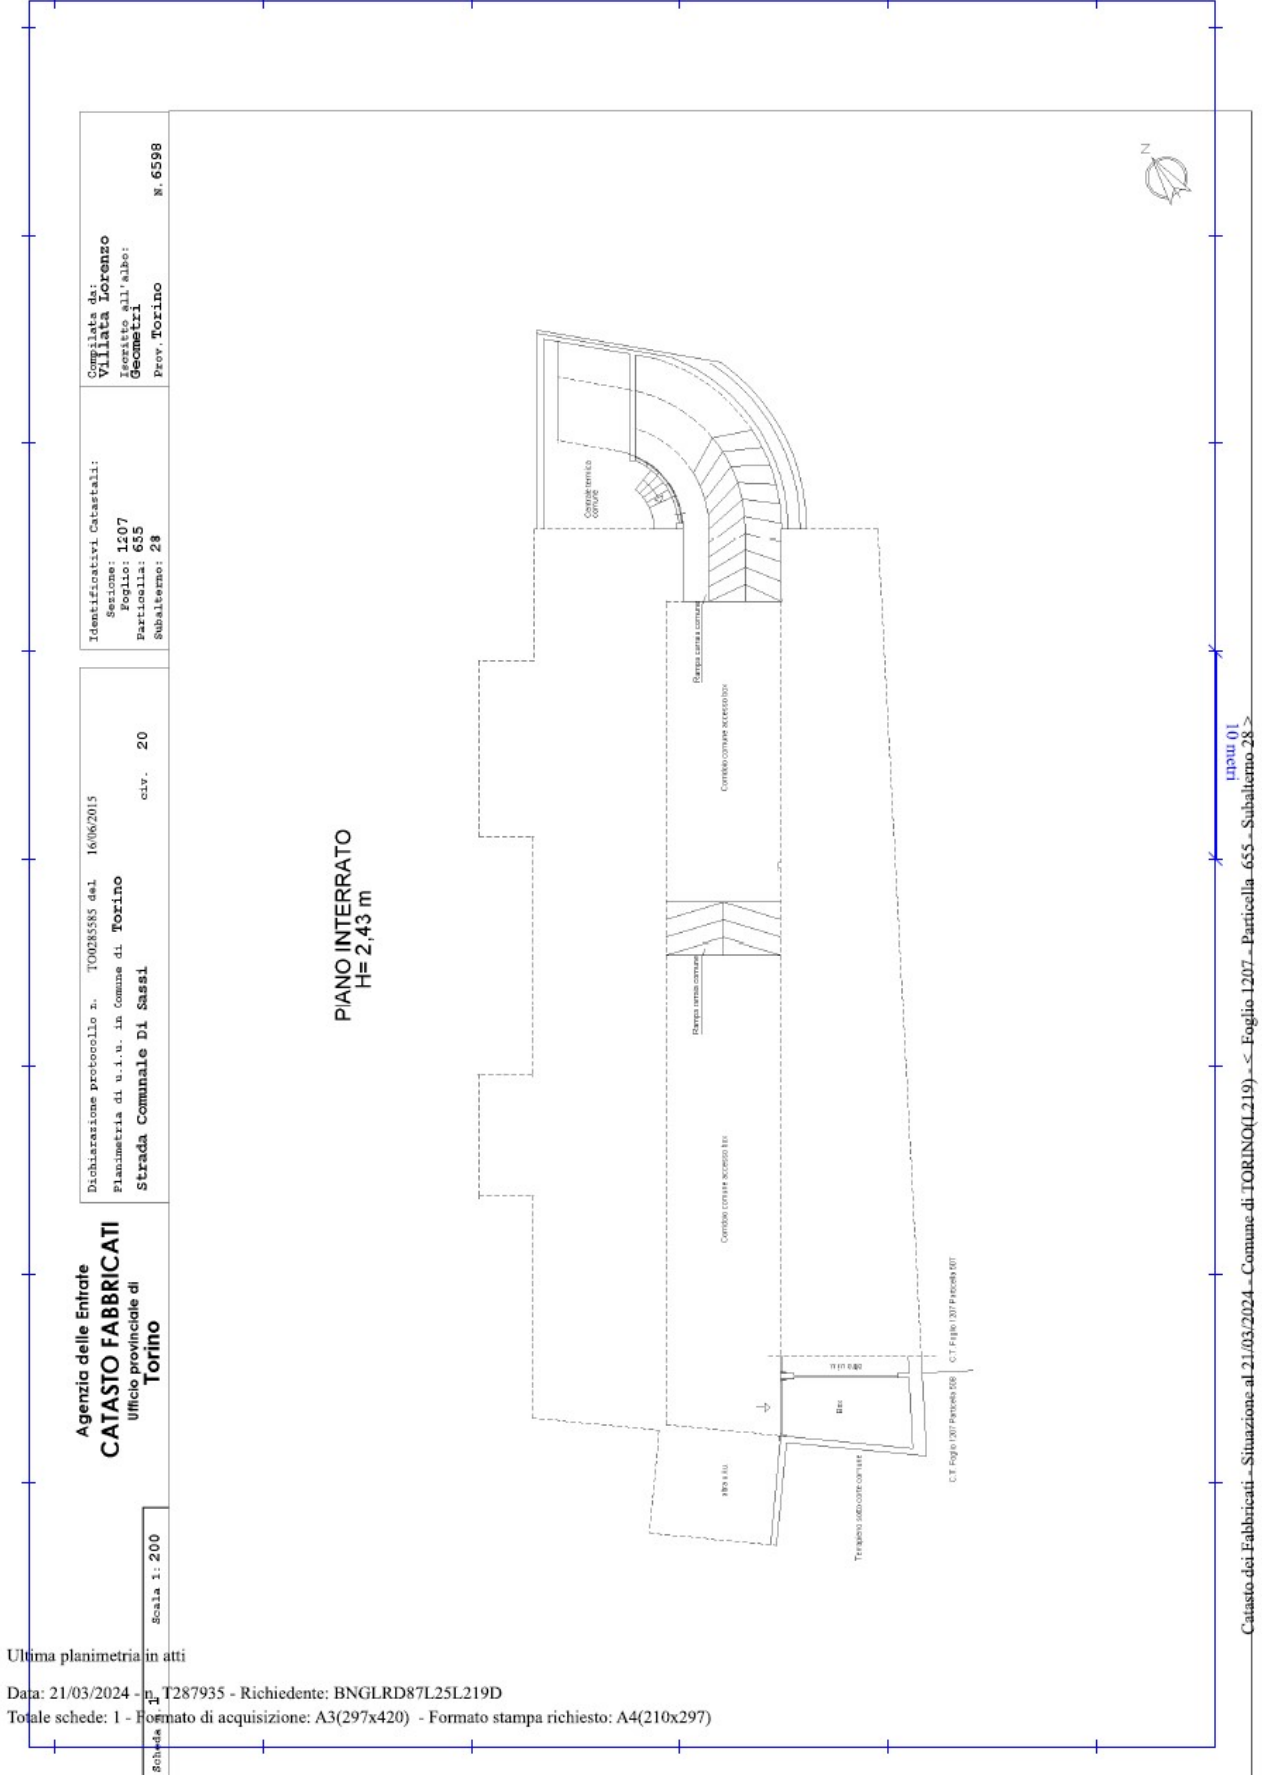 Agenzia delle Entrate
CATASTO FABBRICATI
Ufficio provinciale di
Torino
Scheda n. 1 Scala 1:200
Dichiarazione protocollo n. TO0285585 del 16/06/2015
Planimetria di u.i.u. in Comune di Torino
Strada Comunale Di Sassi civ. 20
Identificativi Catastali:
Sezione:
Foglio: 1207
Particella: 655
Subalterno: 28
Compilata da:
Villata Lorenzo
Iscritto all'albo:
Geometri
Prov. Torino N. 6598
PIANO INTERRATO
H= 2,43 m
N
Centrale termica
comune
Rampa carraia comune
Corridoio comune accesso box
Rampa carraia comune
Corridoio comune accesso box
altra u.i.u.
Box
altra u.i.u.
Terrapieno sotto corte comune
C.T. Foglio 1207 Particella 508
C.T. Foglio 1207 Particella 507
10 metri
Catasto dei Fabbricati - Situazione al 21/03/2024 - Comune di TORINO(L219) - < Foglio 1207 - Particella 655 - Subalterno 28 >
Ultima planimetria in atti
Data: 21/03/2024 - n. T287935 - Richiedente: BNGLRD87L25L219D
Totale schede: 1 - Formato di acquisizione: A3(297x420) - Formato stampa richiesto: A4(210x297)